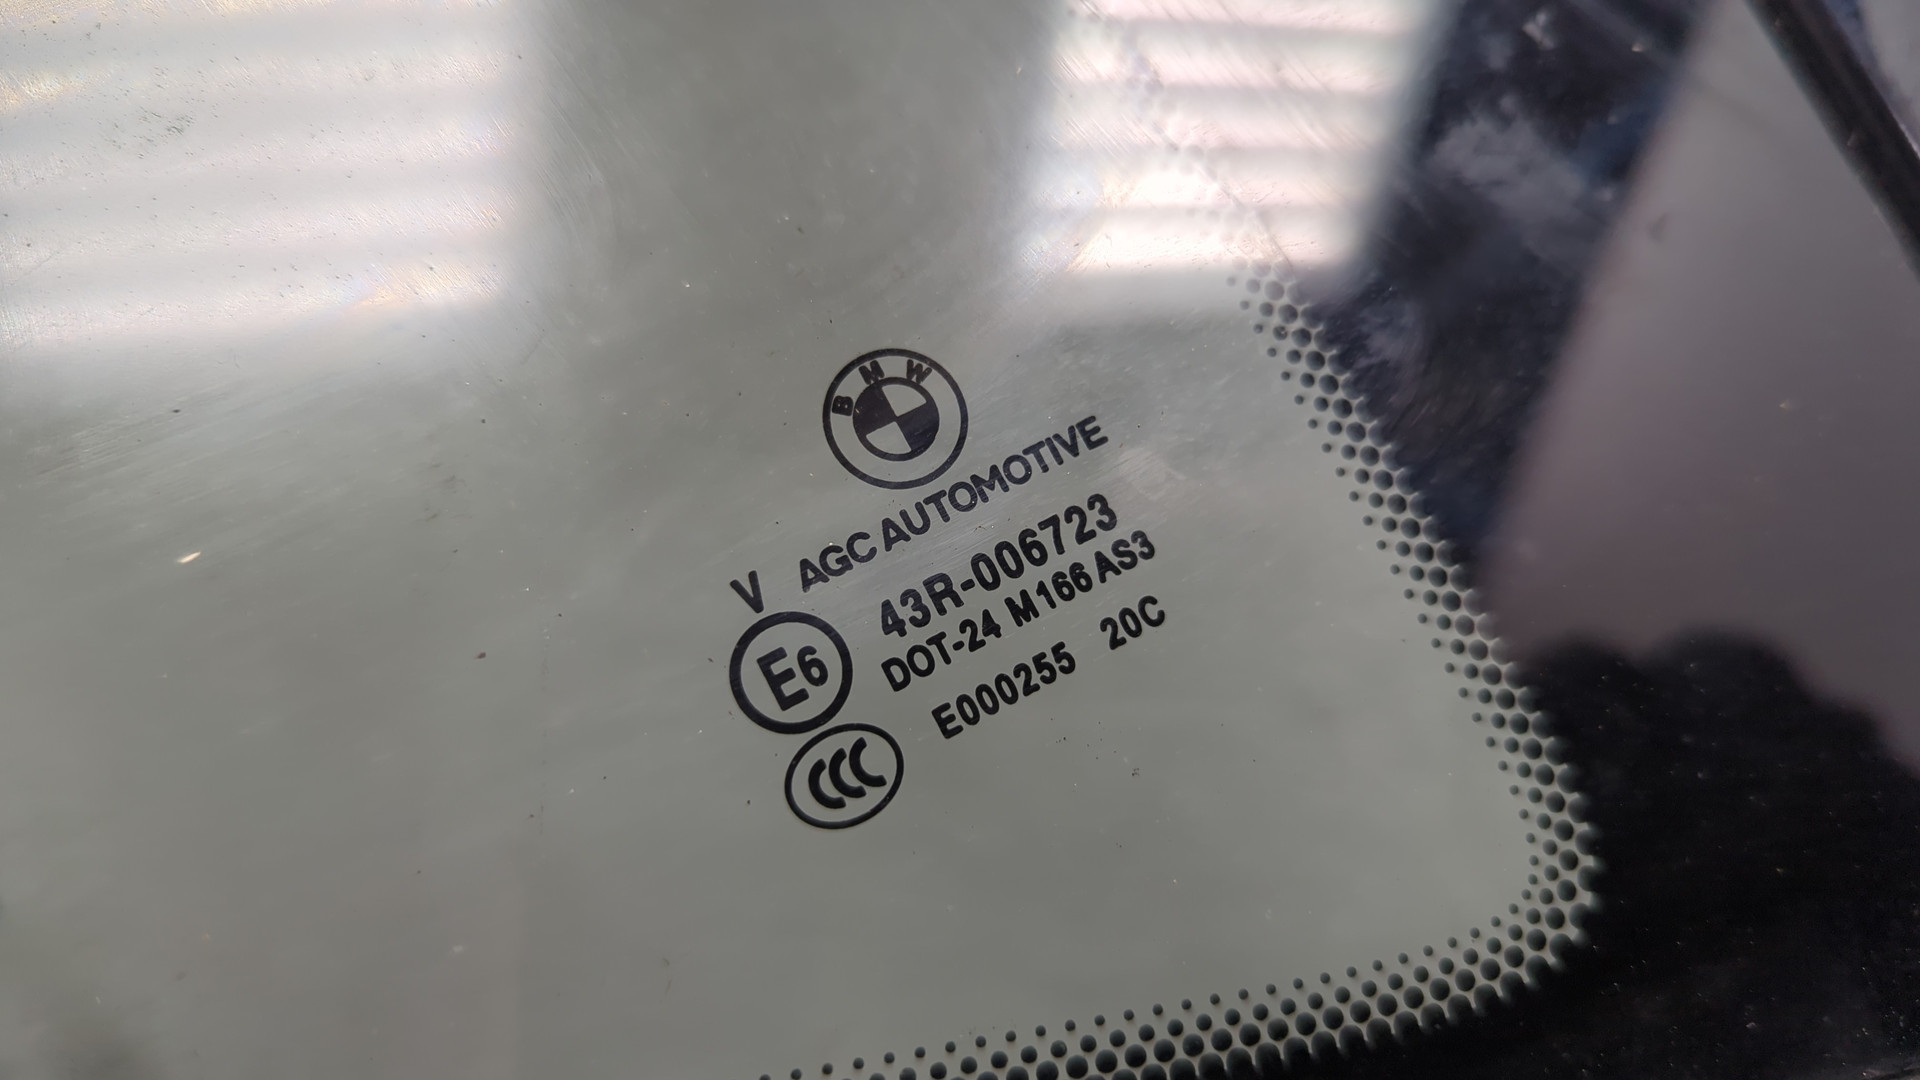 BMW
V AGC AUTOMOTIVE
E6 43R-006723
DOT-24 M166 AS3
CCC E000255 20C